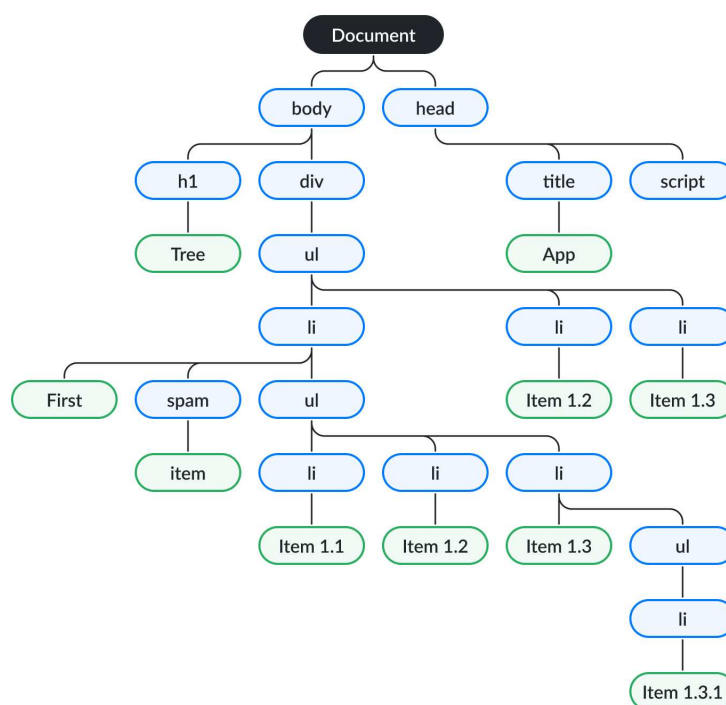 Document
body
head
h1
div
title
script
Tree
ul
App
li
li
li
First
spam
ul
Item 1.2
Item 1.3
item
li
li
li
Item 1.1
Item 1.2
Item 1.3
ul
li
Item 1.3.1